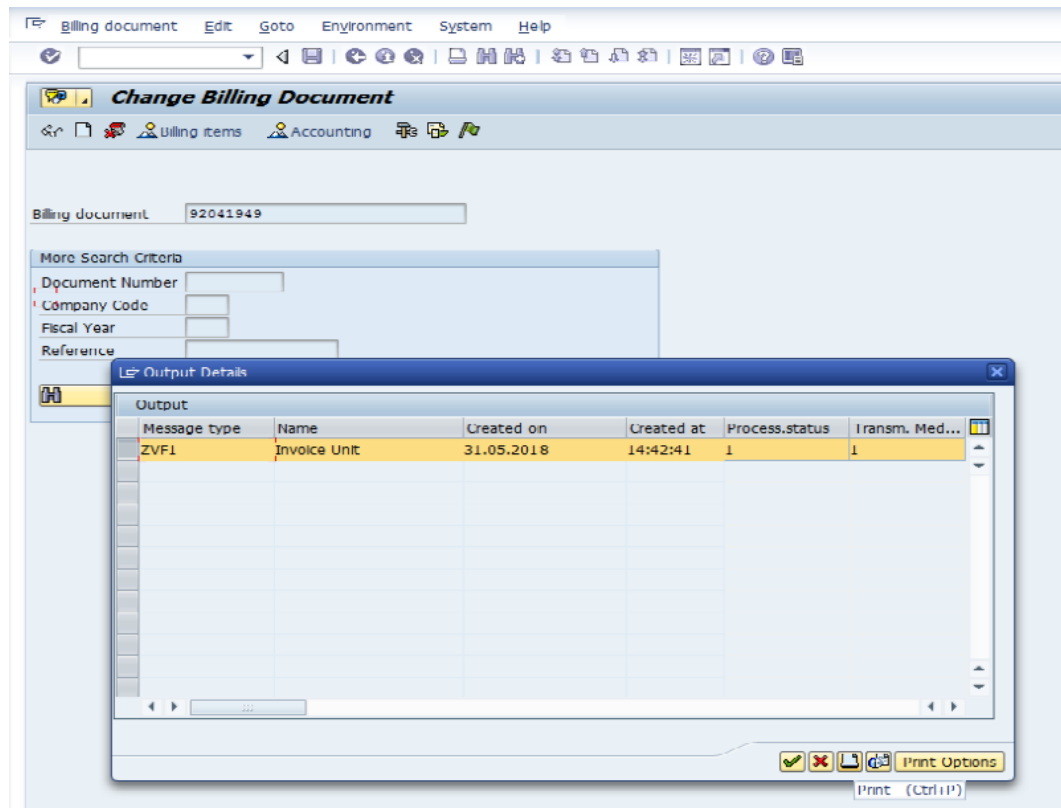 Billing document Edit Goto Environment System Help
Change Billing Document
Billing items Accounting
Billing document 92041949
More Search Criteria
Document Number
Company Code
Fiscal Year
Reference
Output Details
Output
Message type Name Created on Created at Process.status Transm. Med...
ZVF1 Invoice Unit 31.05.2018 14:42:41 1 1
Print Options
Print (Ctrl+P)